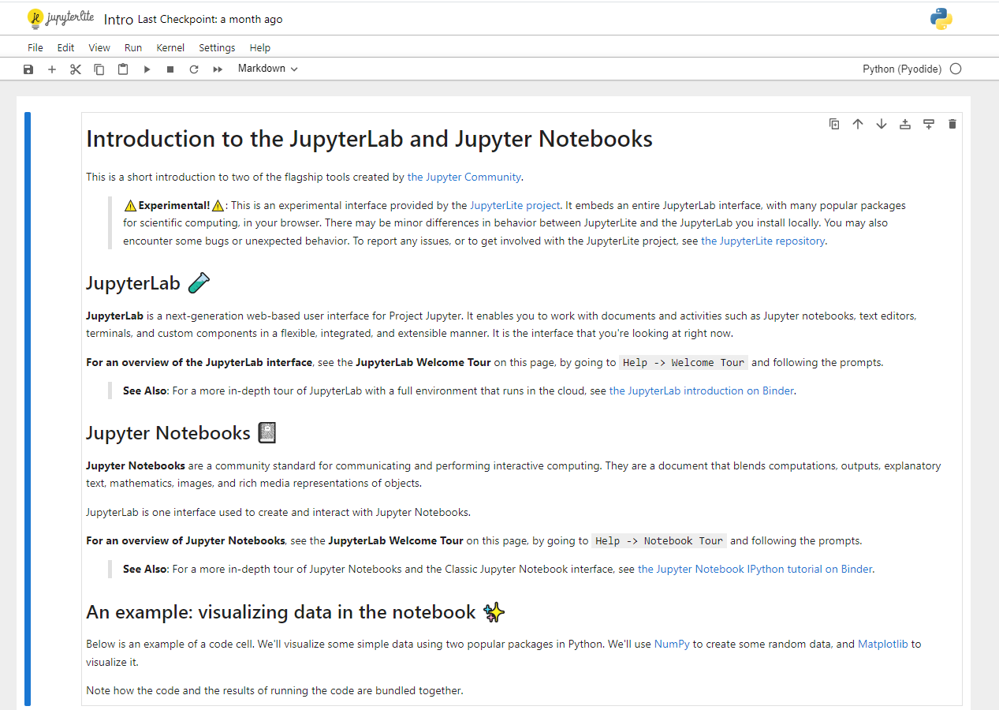 jupyterlite Intro Last Checkpoint: a month ago
File Edit View Run Kernel Settings Help
Markdown Python (Pyodide)
Introduction to the JupyterLab and Jupyter Notebooks
This is a short introduction to two of the flagship tools created by the Jupyter Community.
⚠️Experimental!⚠️: This is an experimental interface provided by the JupyterLite project. It embeds an entire JupyterLab interface, with many popular packages
for scientific computing, in your browser. There may be minor differences in behavior between JupyterLite and the JupyterLab you install locally. You may also
encounter some bugs or unexpected behavior. To report any issues, or to get involved with the JupyterLite project, see the JupyterLite repository.
JupyterLab 🧪
JupyterLab is a next-generation web-based user interface for Project Jupyter. It enables you to work with documents and activities such as Jupyter notebooks, text editors,
terminals, and custom components in a flexible, integrated, and extensible manner. It is the interface that you're looking at right now.
For an overview of the JupyterLab interface, see the JupyterLab Welcome Tour on this page, by going to Help -> Welcome Tour and following the prompts.
See Also: For a more in-depth tour of JupyterLab with a full environment that runs in the cloud, see the JupyterLab introduction on Binder.
Jupyter Notebooks 📓
Jupyter Notebooks are a community standard for communicating and performing interactive computing. They are a document that blends computations, outputs, explanatory
text, mathematics, images, and rich media representations of objects.
JupyterLab is one interface used to create and interact with Jupyter Notebooks.
For an overview of Jupyter Notebooks, see the JupyterLab Welcome Tour on this page, by going to Help -> Notebook Tour and following the prompts.
See Also: For a more in-depth tour of Jupyter Notebooks and the Classic Jupyter Notebook interface, see the Jupyter Notebook IPython tutorial on Binder.
An example: visualizing data in the notebook ✨
Below is an example of a code cell. We'll visualize some simple data using two popular packages in Python. We'll use NumPy to create some random data, and Matplotlib to
visualize it.
Note how the code and the results of running the code are bundled together.